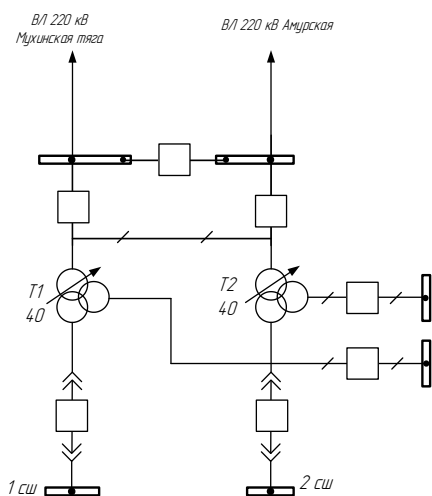 ВЛ 220 кВ
Мухинская тяга
ВЛ 220 кВ Амурская
Т1
40
Т2
40
1 сш
2 сш